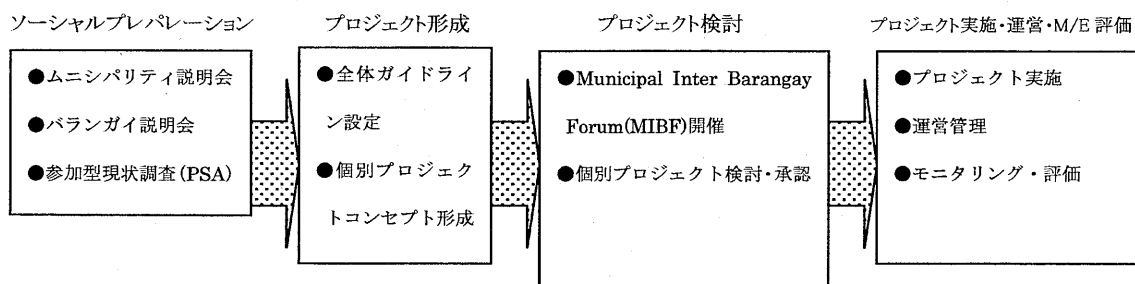 ソーシャルプレパレーション
●ムニシパリティ説明会
●バランガイ説明会
●参加型現状調査(PSA)
プロジェクト形成
●全体ガイドライ
ン設定
●個別プロジェク
トコンセプト形成
プロジェクト検討
●Municipal Inter Barangay
Forum(MIBF)開催
●個別プロジェクト検討・承認
プロジェクト実施・運営・M/E 評価
●プロジェクト実施
●運営管理
●モニタリング・評価